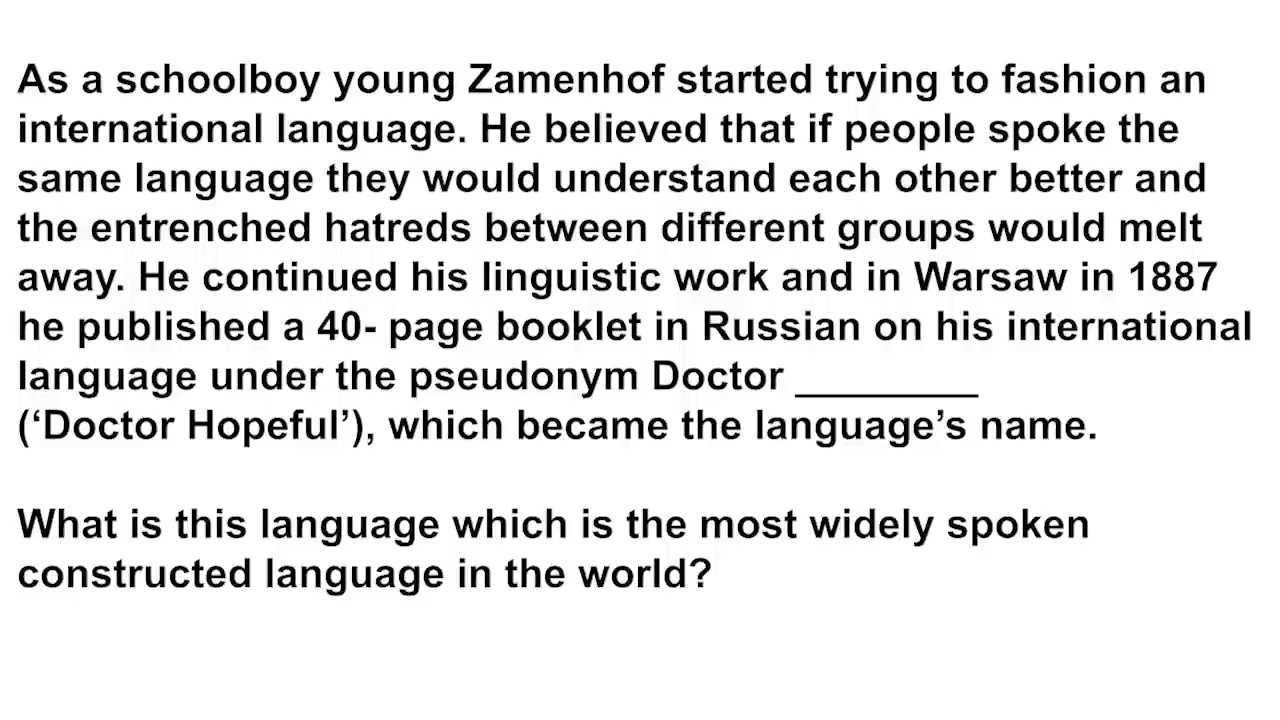 As a schoolboy young Zamenhof started trying to fashion an
international language. He believed that if people spoke the
same language they would understand each other better and
the entrenched hatreds between different groups would melt
away. He continued his linguistic work and in Warsaw in 1887
he published a 40- page booklet in Russian on his international
language under the pseudonym Doctor ________
(‘Doctor Hopeful’), which became the language’s name.
What is this language which is the most widely spoken
constructed language in the world?